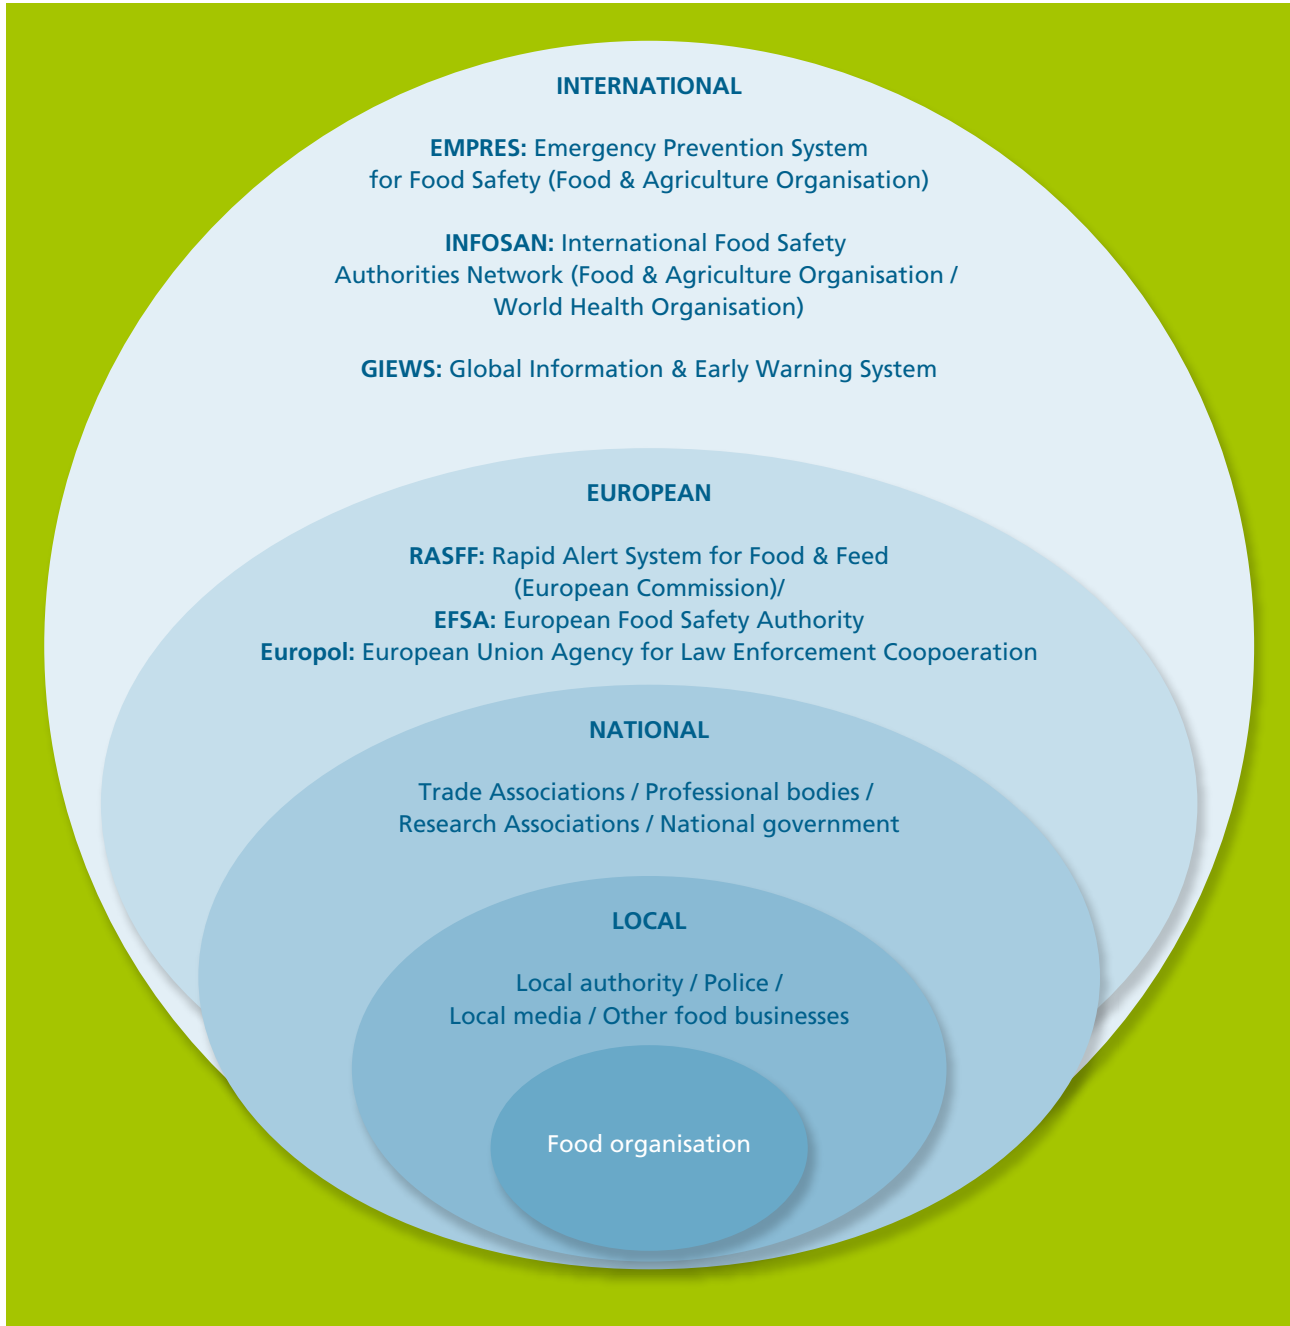 INTERNATIONAL
EMPRES: Emergency Prevention System
for Food Safety (Food & Agriculture Organisation)
INFOSAN: International Food Safety
Authorities Network (Food & Agriculture Organisation /
World Health Organisation)
GIEWS: Global Information & Early Warning System
EUROPEAN
RASFF: Rapid Alert System for Food & Feed
(European Commission)/
EFSA: European Food Safety Authority
Europol: European Union Agency for Law Enforcement Coopoeration
NATIONAL
Trade Associations / Professional bodies /
Research Associations / National government
LOCAL
Local authority / Police /
Local media / Other food businesses
Food organisation